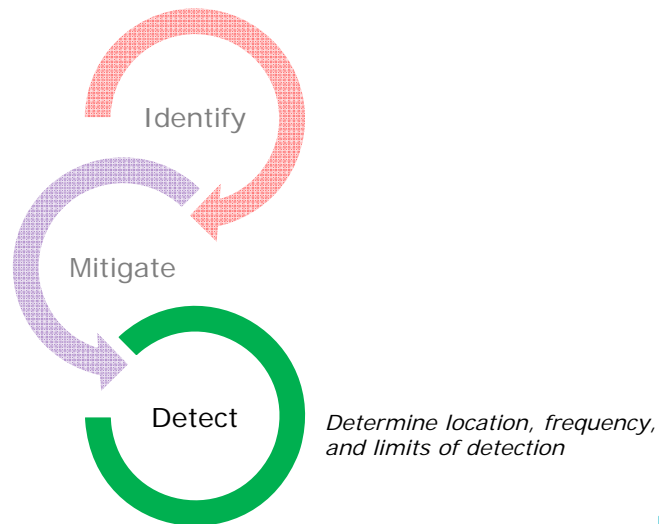 Identify
Mitigate
Detect
Determine location, frequency,
and limits of detection